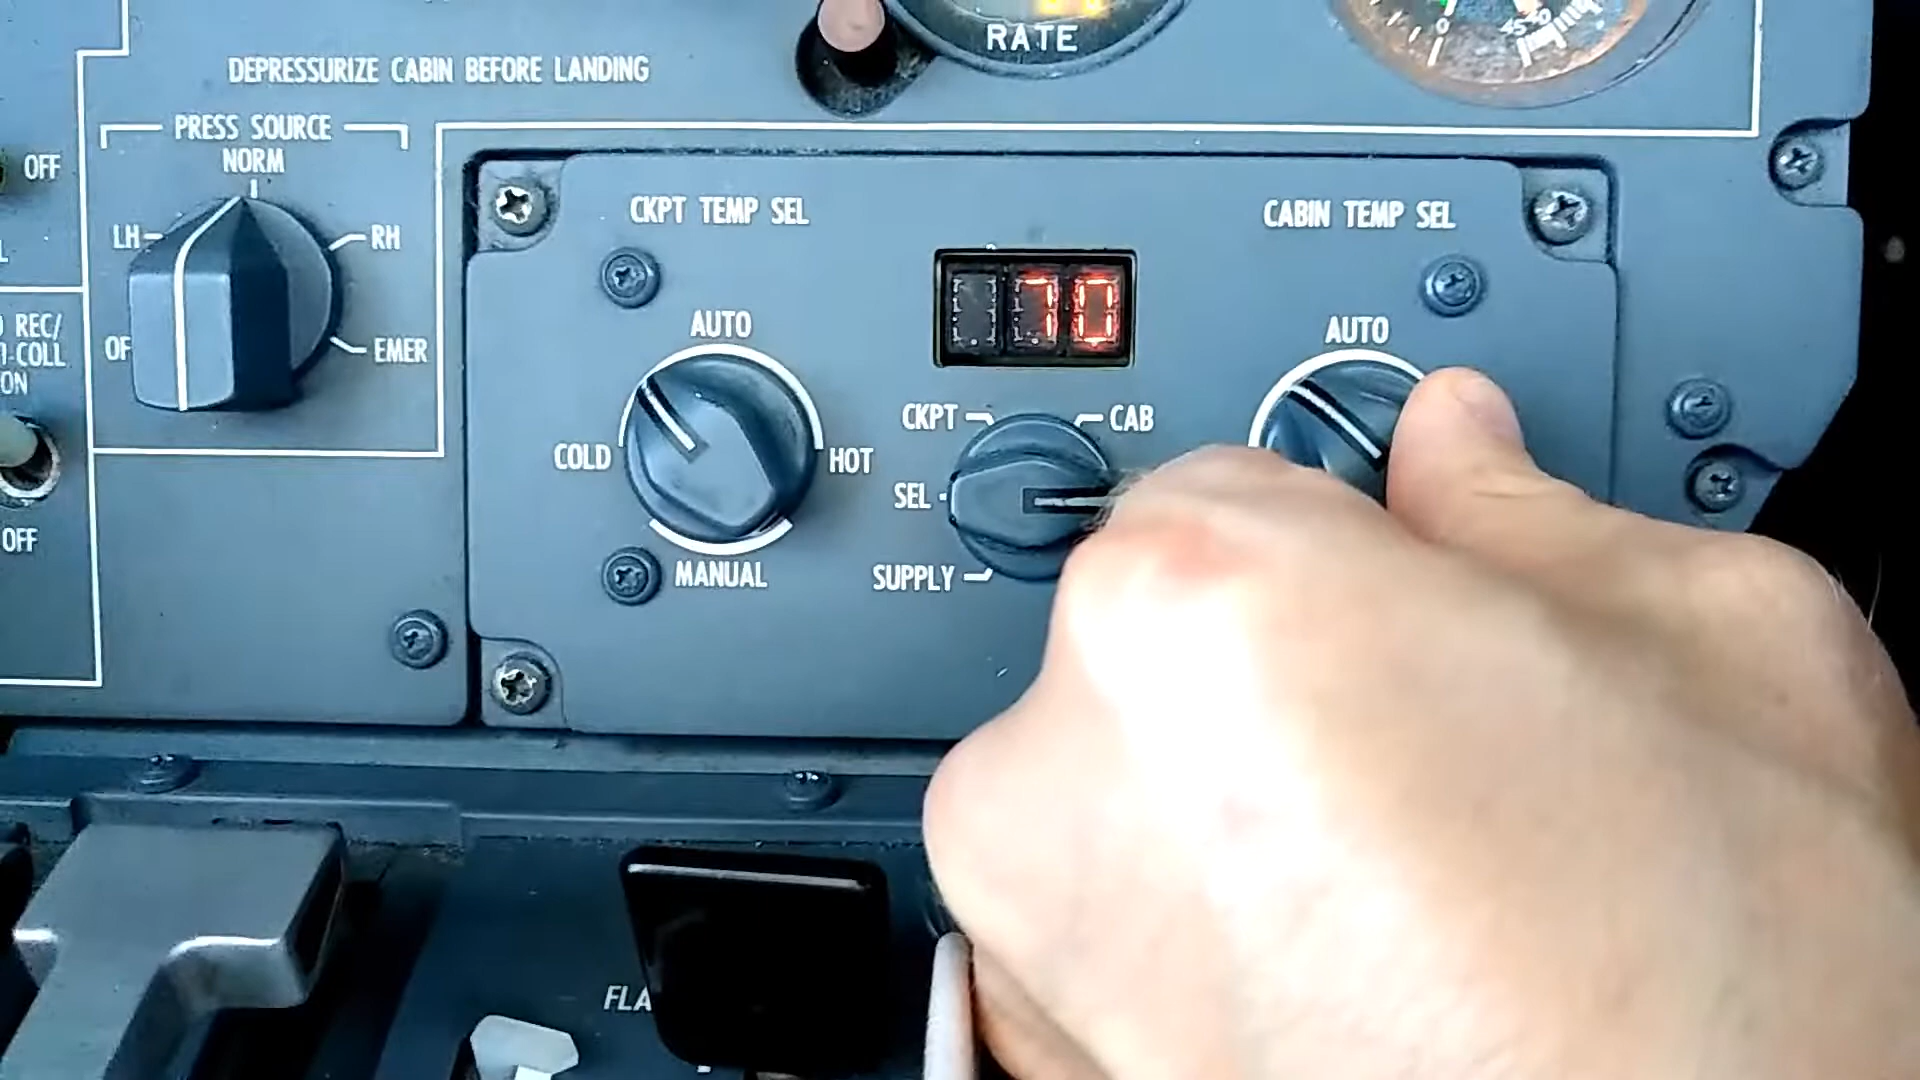 RATE
0
DEPRESSURIZE CABIN BEFORE LANDING
PRESS SOURCE
NORM
OFF
LH
RH
EMER
CKPT TEMP SEL
CABIN TEMP SEL
70
AUTO
AUTO
CKPT
CAB
COLD
HOT
SEL
SUPPLY
MANUAL
REC/
ON
OFF